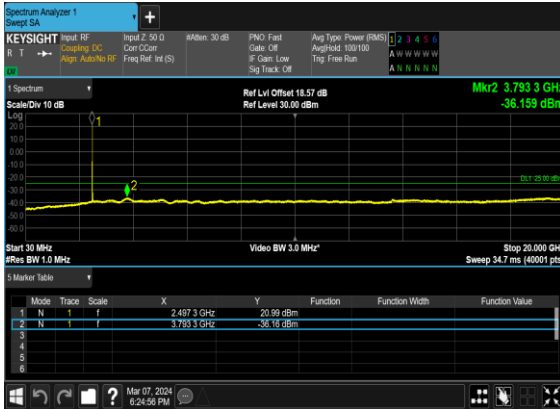 Spectrum Analyzer 1
Swept SA
+
KEYSIGHT Input: RF Input Z: 50 Ω #Atten: 30 dB PNO: Fast Avg Type: Power (RMS) 1 2 3 4 5 6
R T Coupling: DC Corr CCorr Gate: Off Avg|Hold: 100/100 A W W W W W
Align: Auto/No RF Freq Ref: Int (S) IF Gain: Low Trig: Free Run
Sig Track: Off A N N N N N
1 Spectrum Ref Lvl Offset 18.57 dB Mkr2 3.793 3 GHz
Scale/Div 10 dB Ref Level 30.00 dBm -36.159 dBm
Log
20.0
10.0
0.00
-10.0
-20.0
-30.0
-40.0
-50.0
-60.0
1
2
DL1 -25.00 dBm
Start 30 MHz Video BW 3.0 MHz* Stop 20.000 GHz
#Res BW 1.0 MHz Sweep 34.7 ms (40001 pts)
5 Marker Table
Mode Trace Scale X Y Function Function Width Function Value
1 N 1 f 2.497 3 GHz 20.99 dBm
2 N 1 f 3.793 3 GHz -36.16 dBm
3
4
5
6
? Mar 07, 2024
6:24:56 PM